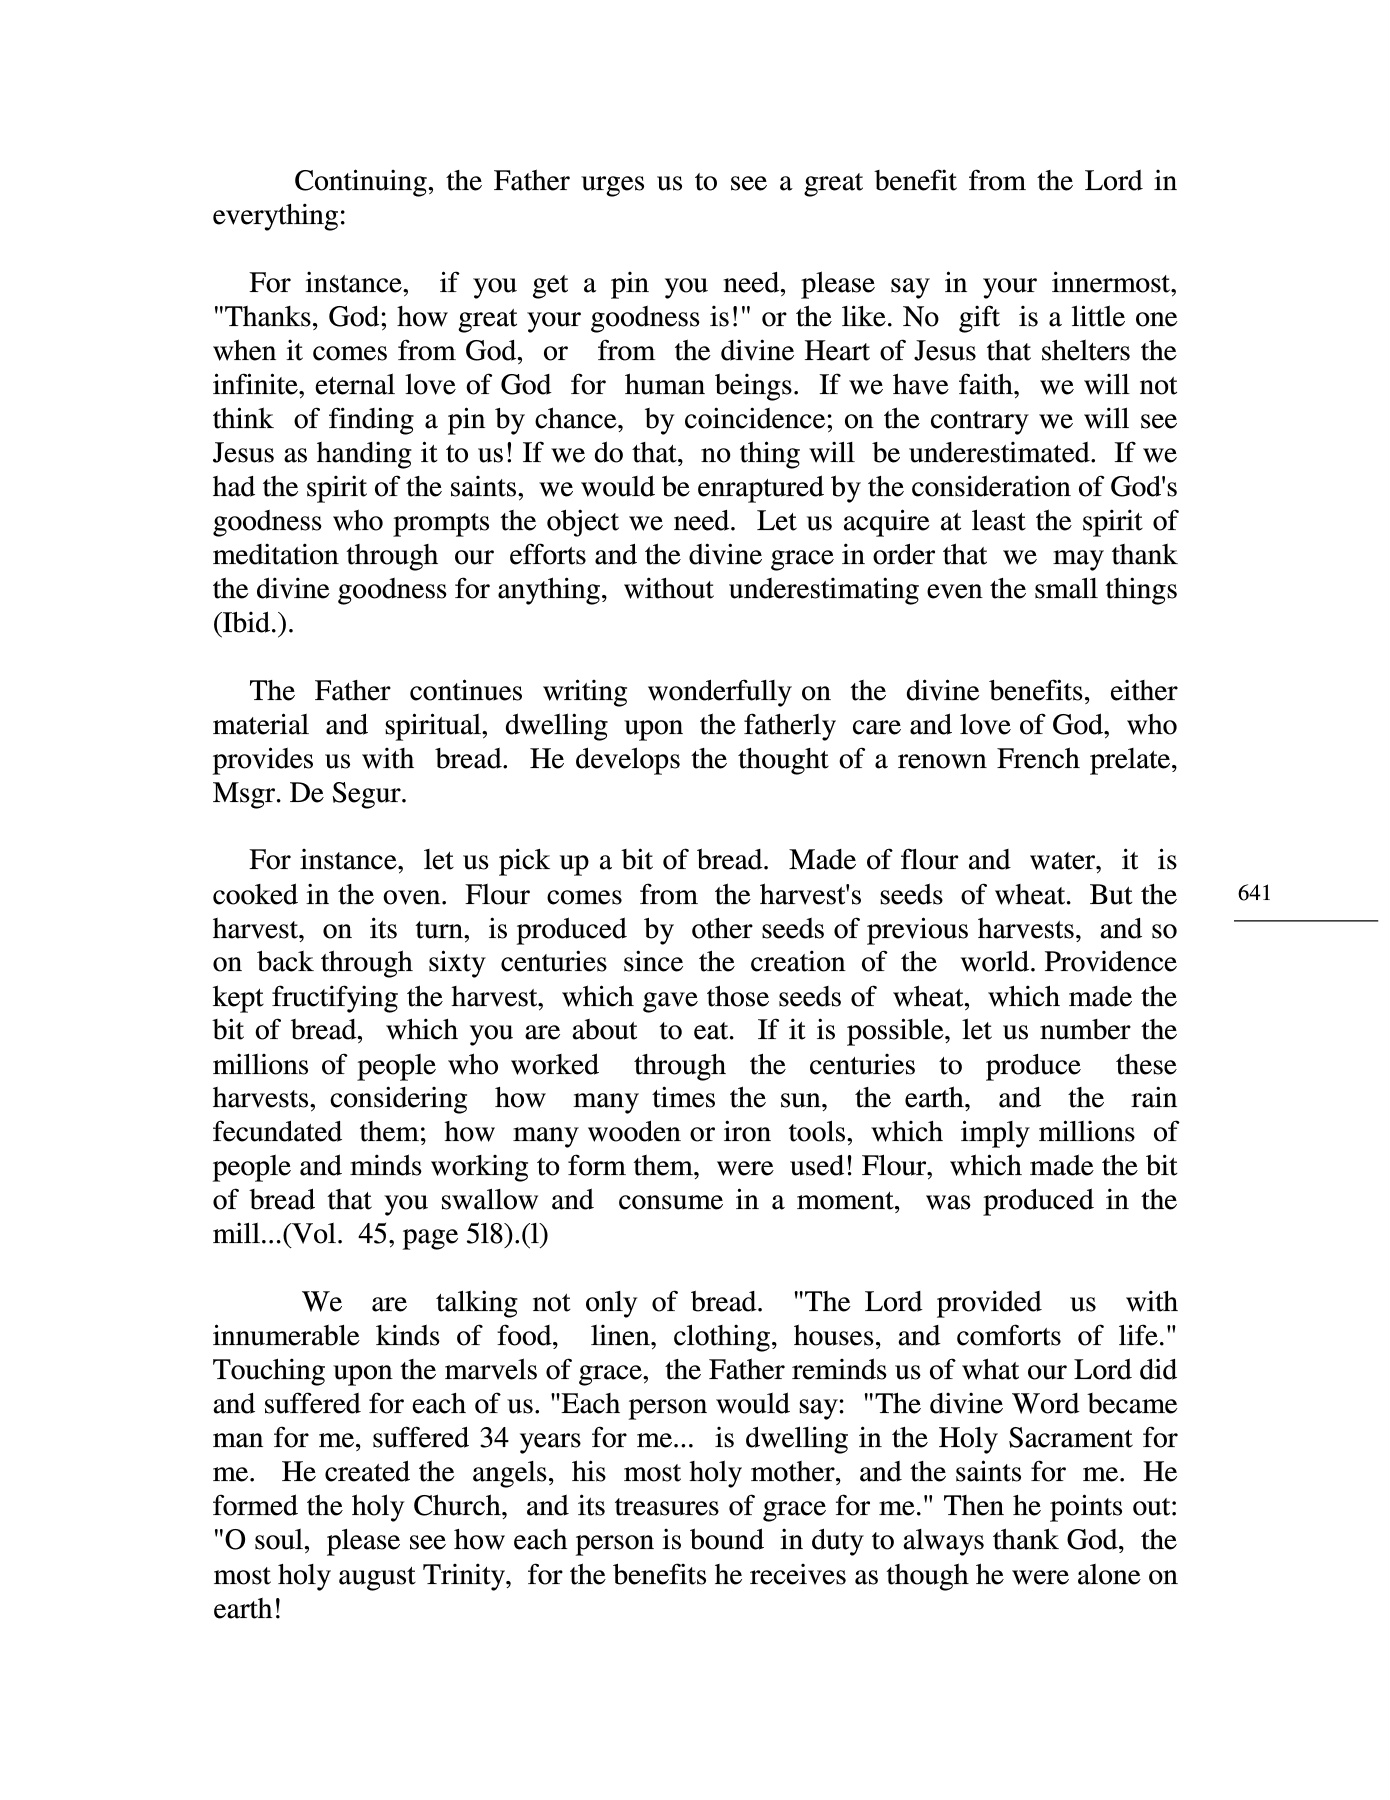 Continuing, the Father urges us to see a great benefit from the Lord in
everything:
For instance, if you get a pin you need, please say in your innermost,
"Thanks, God; how great your goodness is!" or the like. No gift is a little one
when it comes from God, or from the divine Heart of Jesus that shelters the
infinite, eternal love of God for human beings. If we have faith, we will not
think of finding a pin by chance, by coincidence; on the contrary we will see
Jesus as handing it to us! If we do that, no thing will be underestimated. If we
had the spirit of the saints, we would be enraptured by the consideration of God's
goodness who prompts the object we need. Let us acquire at least the spirit of
meditation through our efforts and the divine grace in order that we may thank
the divine goodness for anything, without underestimating even the small things
(Ibid.).
The Father continues writing wonderfully on the divine benefits, either
material and spiritual, dwelling upon the fatherly care and love of God, who
provides us with bread. He develops the thought of a renown French prelate,
Msgr. De Segur.
For instance, let us pick up a bit of bread. Made of flour and water, it is
cooked in the oven. Flour comes from the harvest's seeds of wheat. But the
harvest, on its turn, is produced by other seeds of previous harvests, and so
on back through sixty centuries since the creation of the world. Providence
kept fructifying the harvest, which gave those seeds of wheat, which made the
bit of bread, which you are about to eat. If it is possible, let us number the
millions of people who worked through the centuries to produce these
harvests, considering how many times the sun, the earth, and the rain
fecundated them; how many wooden or iron tools, which imply millions of
people and minds working to form them, were used! Flour, which made the bit
of bread that you swallow and consume in a moment, was produced in the
mill...(Vol. 45, page 5l8).(l)
We are talking not only of bread. "The Lord provided us with
innumerable kinds of food, linen, clothing, houses, and comforts of life."
Touching upon the marvels of grace, the Father reminds us of what our Lord did
and suffered for each of us. "Each person would say: "The divine Word became
man for me, suffered 34 years for me... is dwelling in the Holy Sacrament for
me. He created the angels, his most holy mother, and the saints for me. He
formed the holy Church, and its treasures of grace for me." Then he points out:
"O soul, please see how each person is bound in duty to always thank God, the
most holy august Trinity, for the benefits he receives as though he were alone on
earth!
641